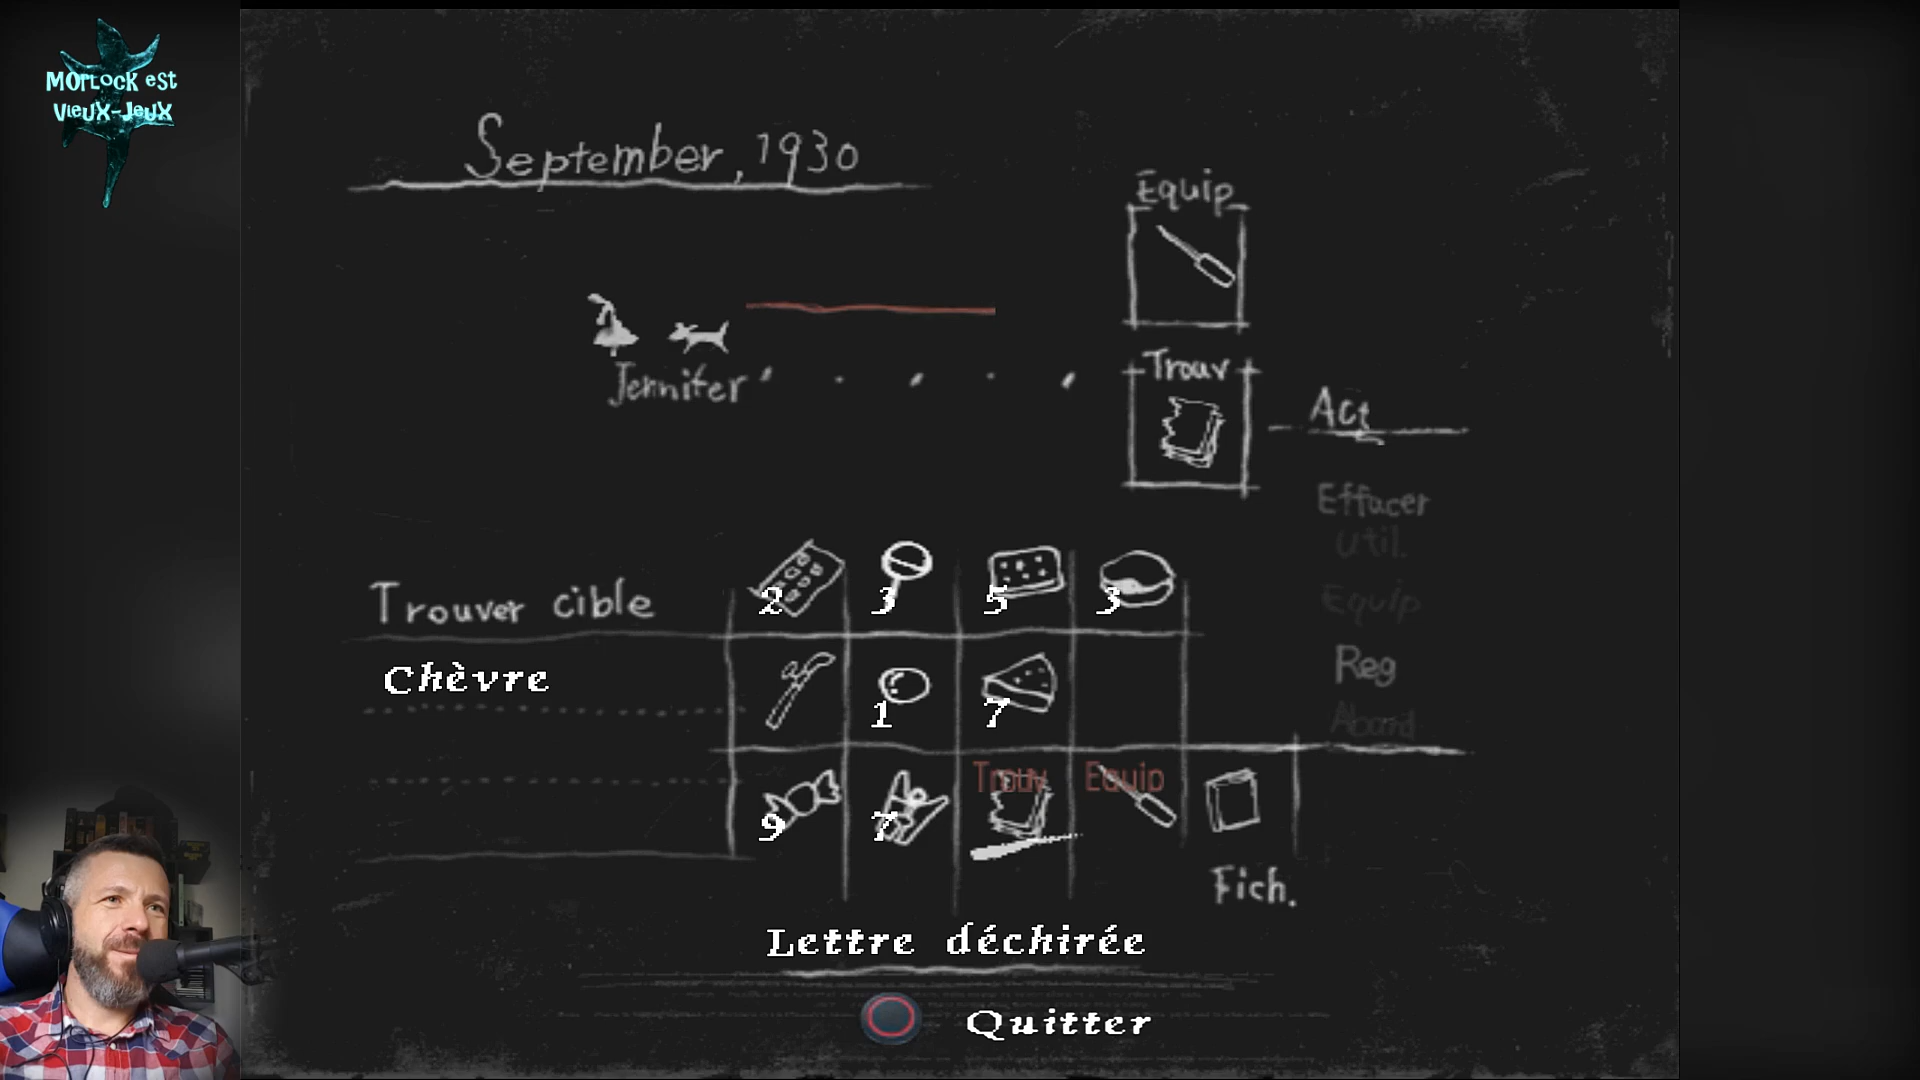 Morlock est
Vieux-Jeux
September, 1930
Equip
Jennifer
Trouv
Act
Effacer
Util.
Equip
Reg
Abord
Trouver cible
2 3 5 3
Chèvre
1 7
Trouv Equip
9 7
Fich.
Lettre déchirée
Quitter